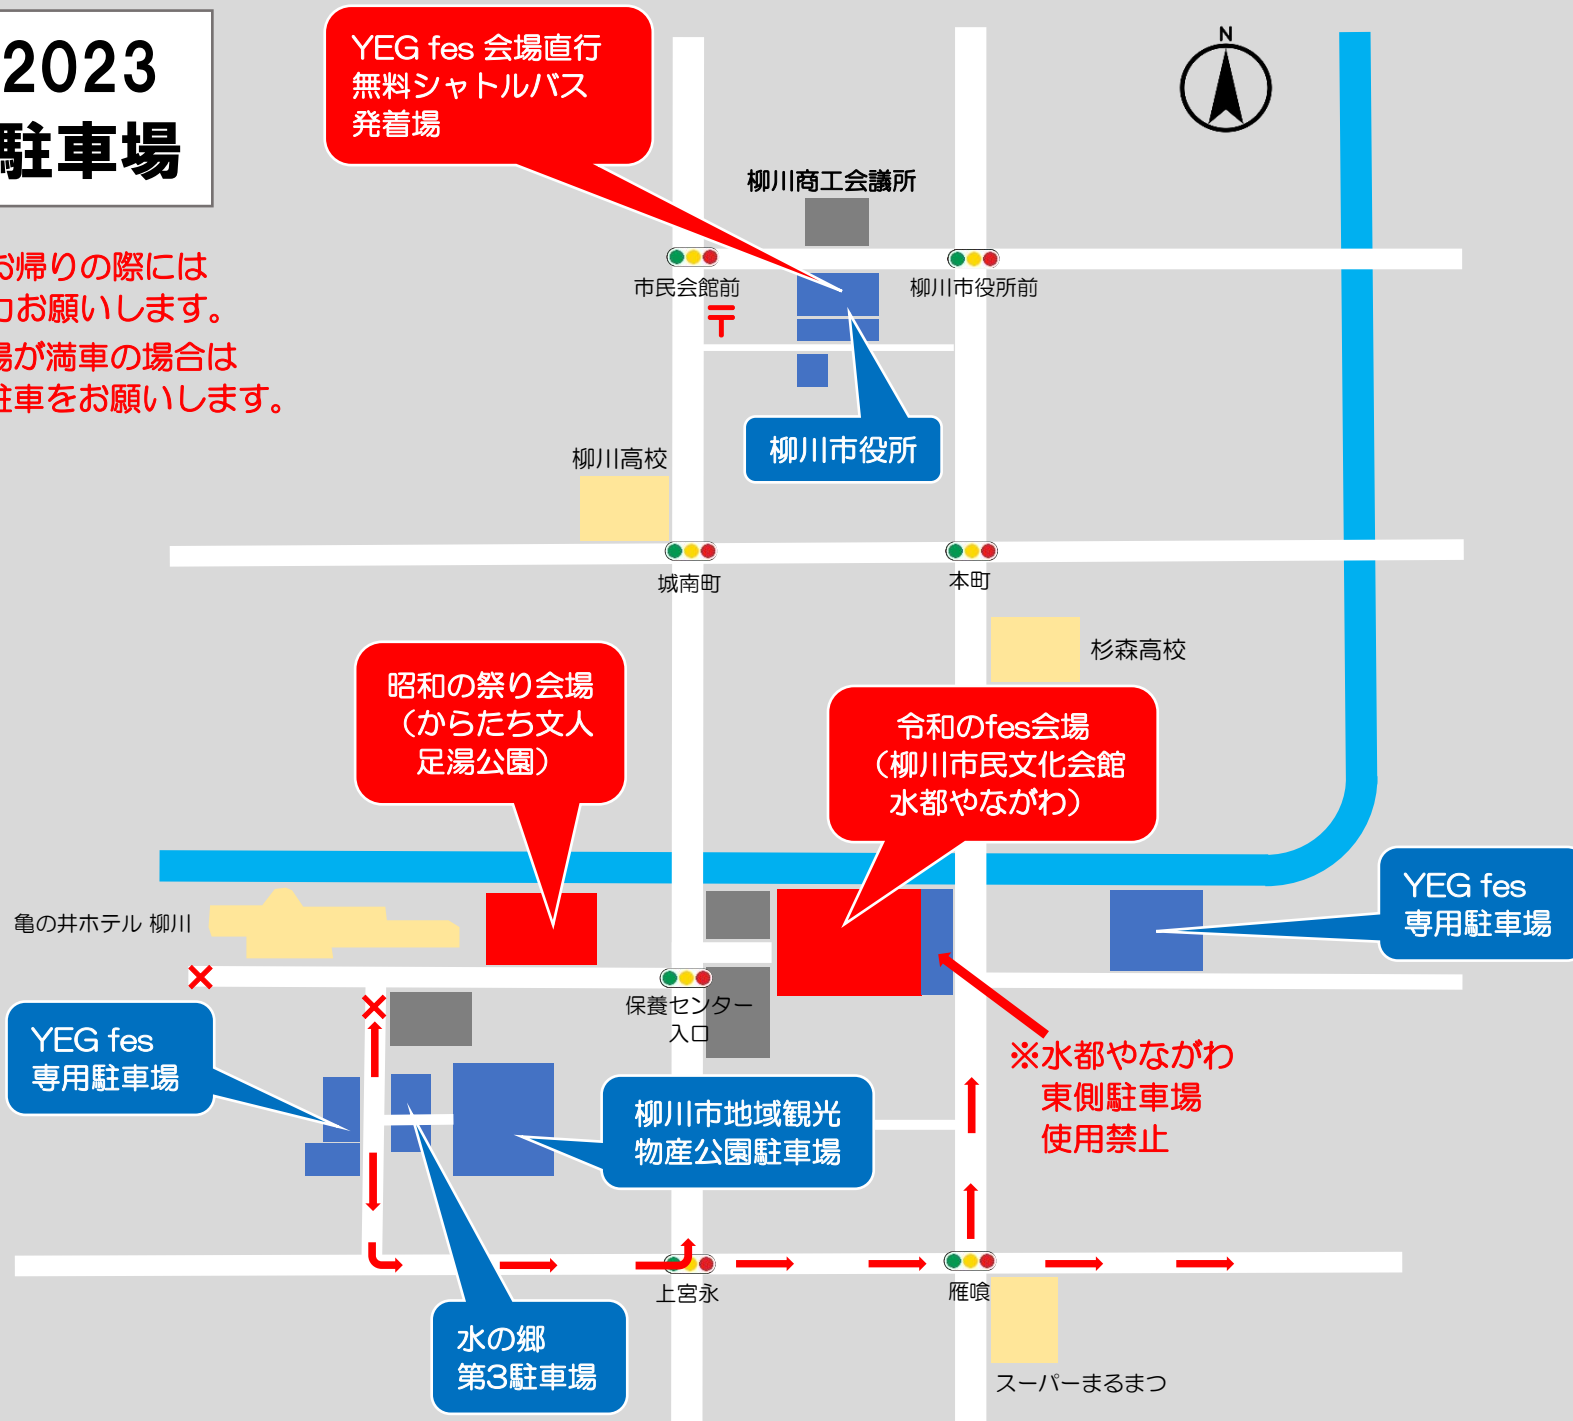 2023
駐車場
お帰りの際には
力お願いします。
場が満車の場合は
駐車をお願いします。
YEG fes 会場直行
無料シャトルバス
発着場
N
柳川商工会議所
市民会館前
柳川市役所前
〒
柳川市役所
柳川高校
城南町
本町
杉森高校
昭和の祭り会場
（からたち文人
足湯公園）
令和のfes会場
（柳川市民文化会館
水都やながわ）
亀の井ホテル 柳川
YEG fes
専用駐車場
保養センター
入口
YEG fes
専用駐車場
※水都やながわ
東側駐車場
使用禁止
柳川市地域観光
物産公園駐車場
上宮永
雁喰
水の郷
第3駐車場
スーパーまるまつ